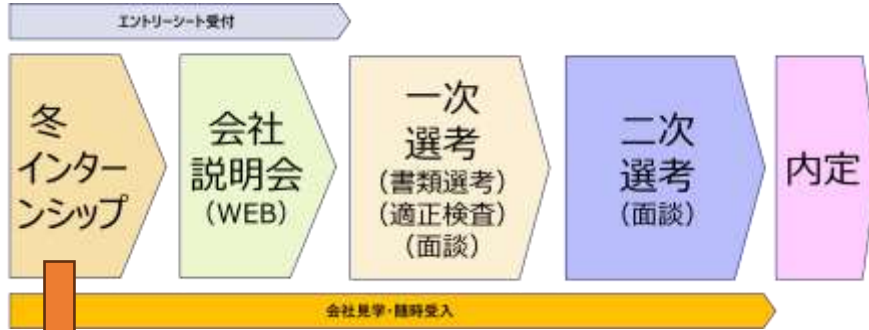 エントリーシート受付
冬
インター
ンシップ
会社
説明会
(WEB)
一次
選考
(書類選考)
(適正検査)
(面談)
二次
選考
(面談)
内定
会社見学・随時受入